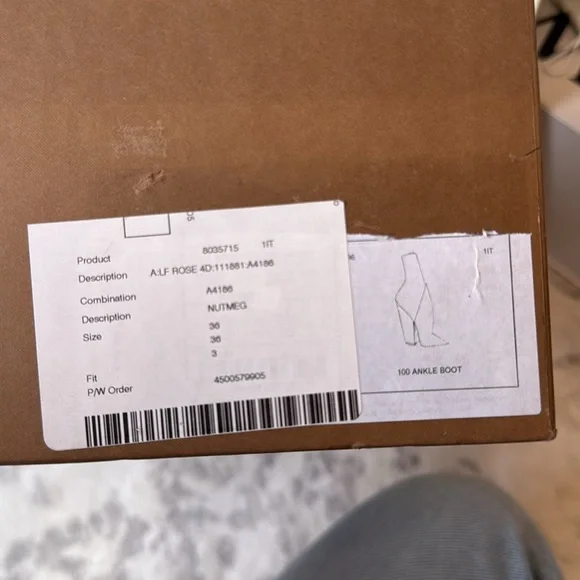 Product 8035715 1IT
Description A:LF ROSE 4D:111881:A4186
Combination A4186
Description NUTMEG
Size 36
36
3
Fit
P/W Order 4500579905
1IT
100 ANKLE BOOT